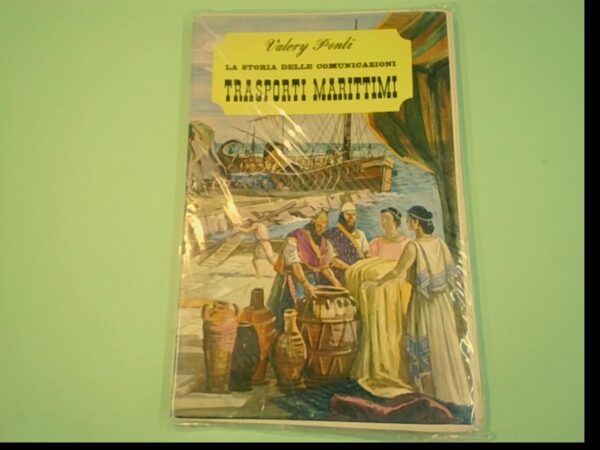 Valery Ponti
LA STORIA DELLE COMUNICAZIONI
TRASPORTI MARITTIMI